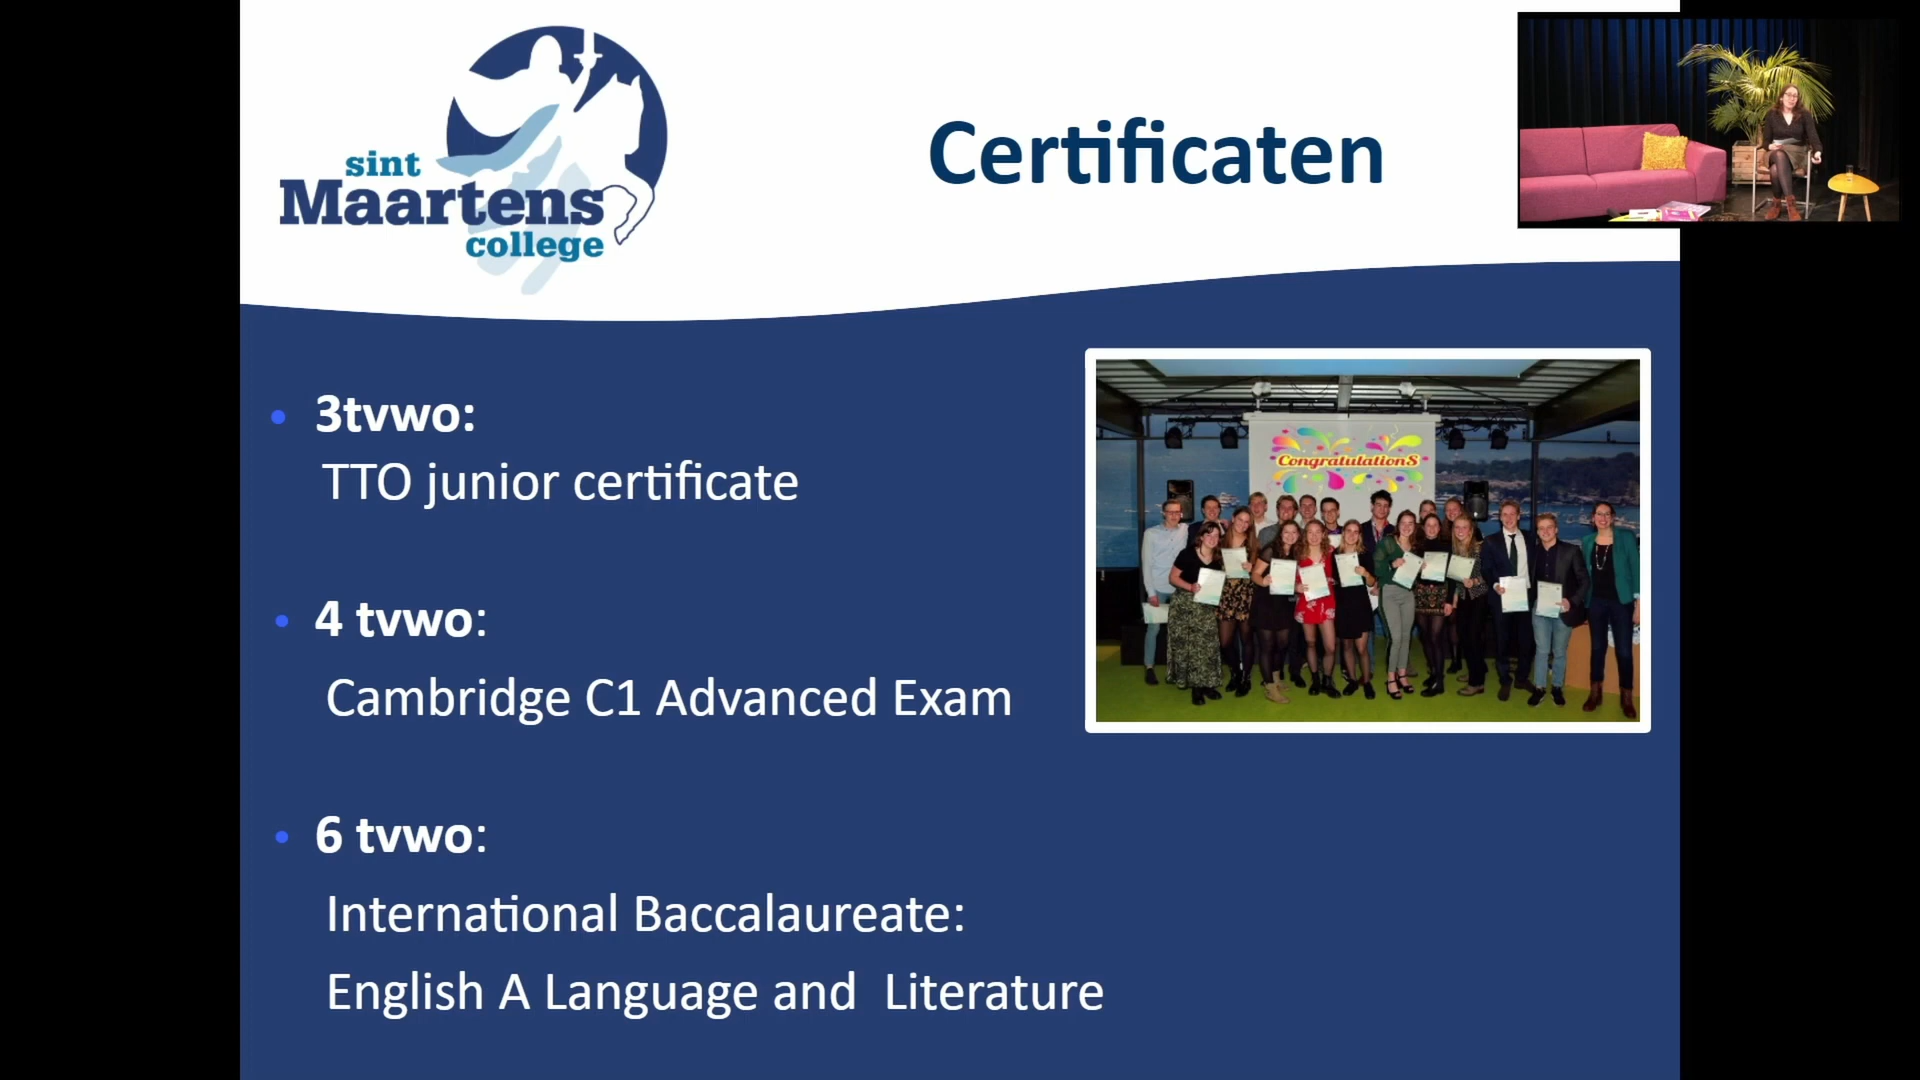 sint
Maartens
college
Certificaten
3tvwo:
TTO junior certificate
4 tvwo:
Cambridge C1 Advanced Exam
6 tvwo:
International Baccalaureate:
English A Language and Literature
CongratulationS